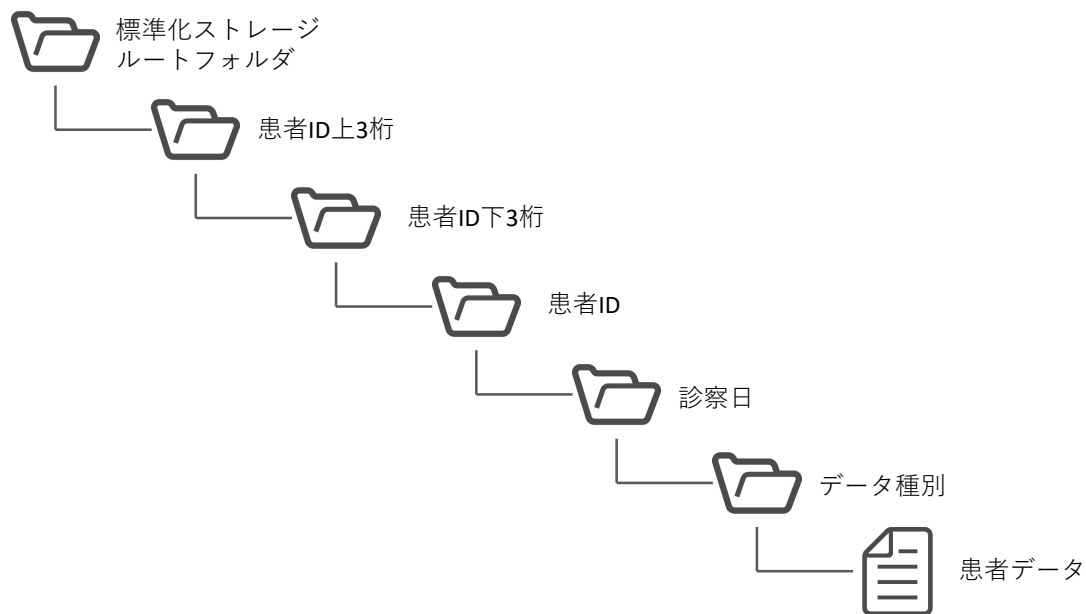 標準化ストレージ
ルートフォルダ
患者ID上3桁
患者ID下3桁
患者ID
診察日
データ種別
患者データ